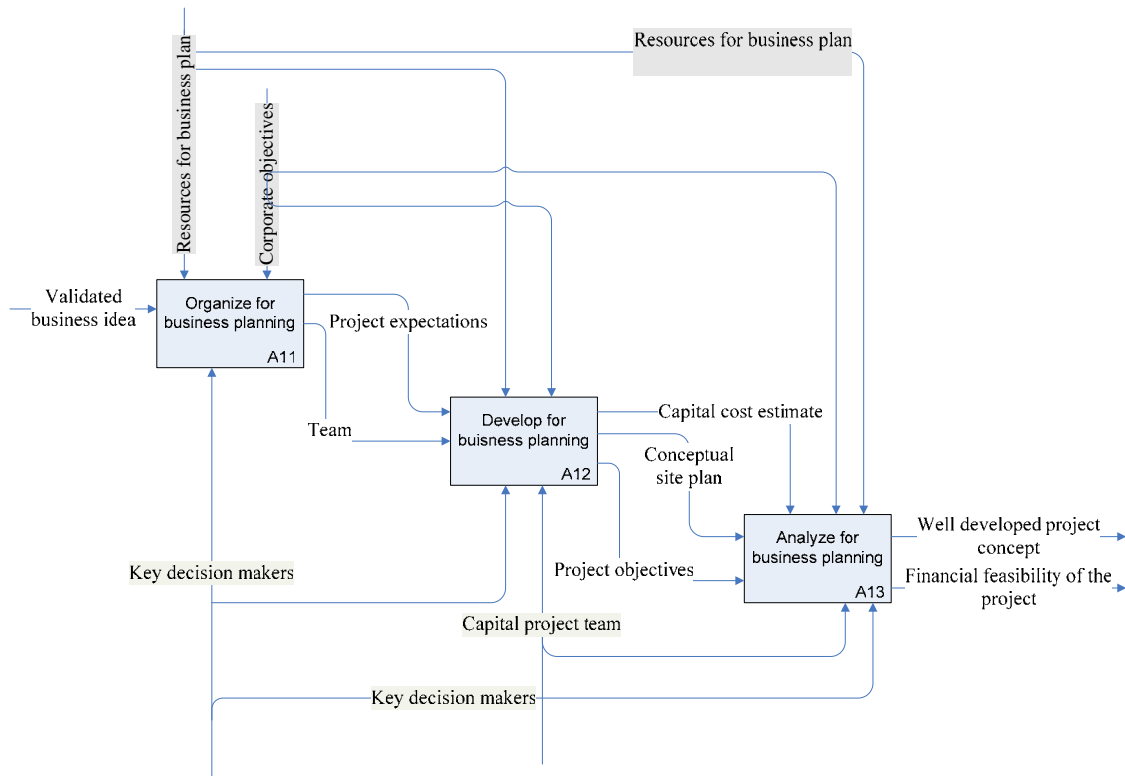 Resources for business plan
Resources for business plan
Corporate objectives
Validated
business idea
Organize for
business planning
A11
Project expectations
Team
Develop for
buisness planning
A12
Capital cost estimate
Conceptual
site plan
Project objectives
Analyze for
business planning
A13
Well developed project
concept
Financial feasibility of the
project
Key decision makers
Capital project team
Key decision makers